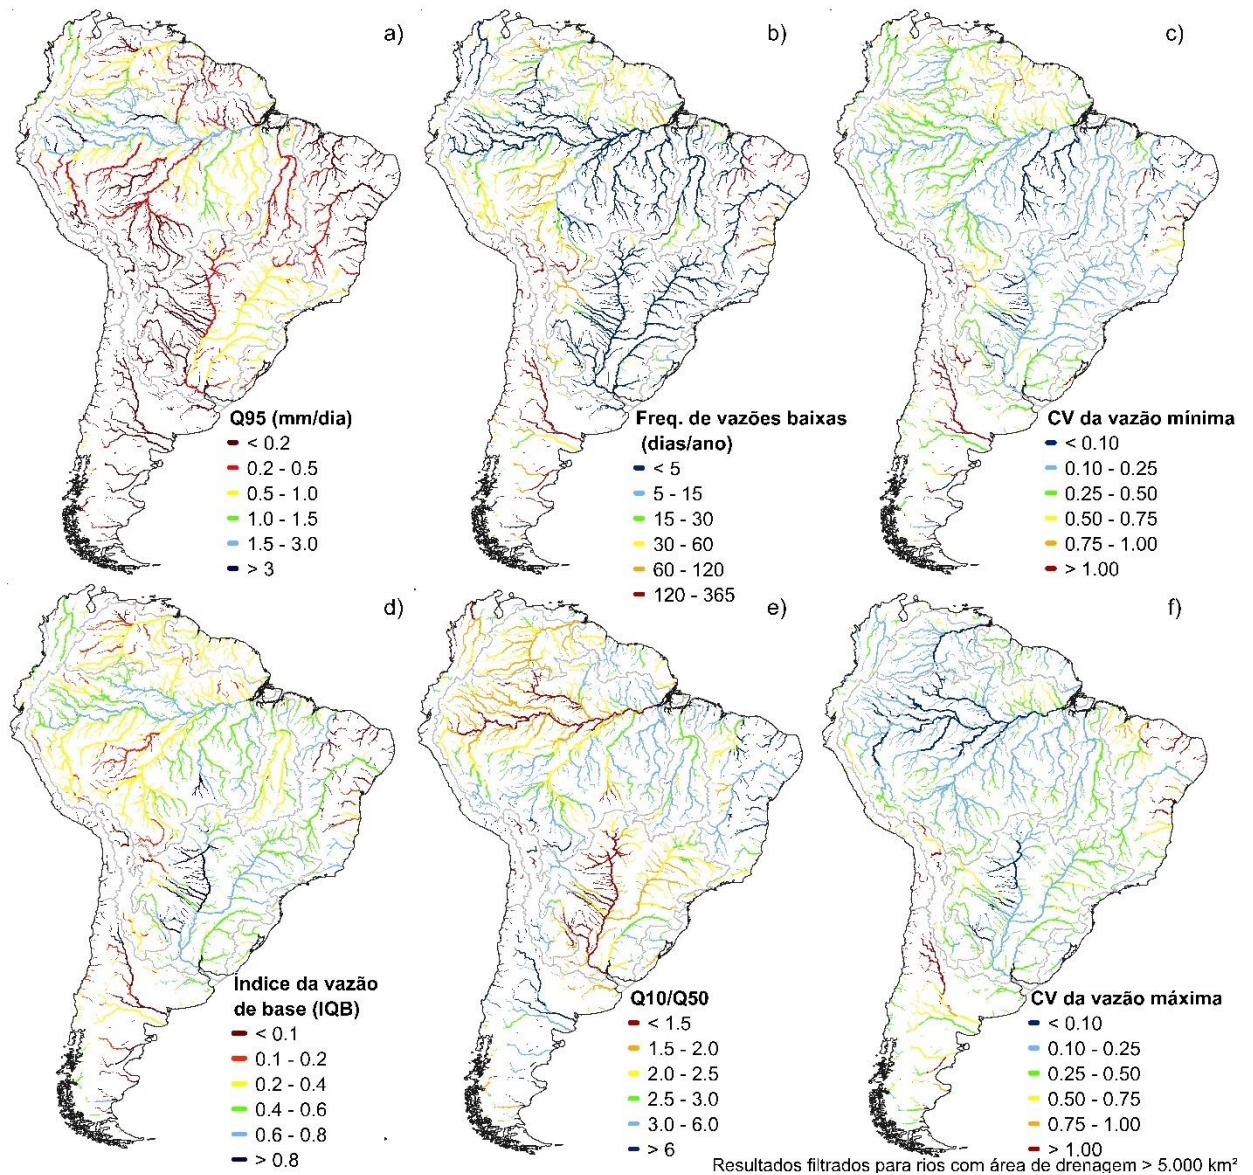 a)
b)
c)
Q95 (mm/dia)
< 0.2
0.2 - 0.5
0.5 - 1.0
1.0 - 1.5
1.5 - 3.0
> 3
Freq. de vazões baixas
(dias/ano)
< 5
5 - 15
15 - 30
30 - 60
60 - 120
120 - 365
CV da vazão mínima
< 0.10
0.10 - 0.25
0.25 - 0.50
0.50 - 0.75
0.75 - 1.00
> 1.00
d)
e)
f)
Índice da vazão
de base (IQB)
< 0.1
0.1 - 0.2
0.2 - 0.4
0.4 - 0.6
0.6 - 0.8
> 0.8
Q10/Q50
< 1.5
1.5 - 2.0
2.0 - 2.5
2.5 - 3.0
3.0 - 6.0
> 6
CV da vazão máxima
< 0.10
0.10 - 0.25
0.25 - 0.50
0.50 - 0.75
0.75 - 1.00
> 1.00
Resultados filtrados para rios com área de drenagem > 5.000 km²